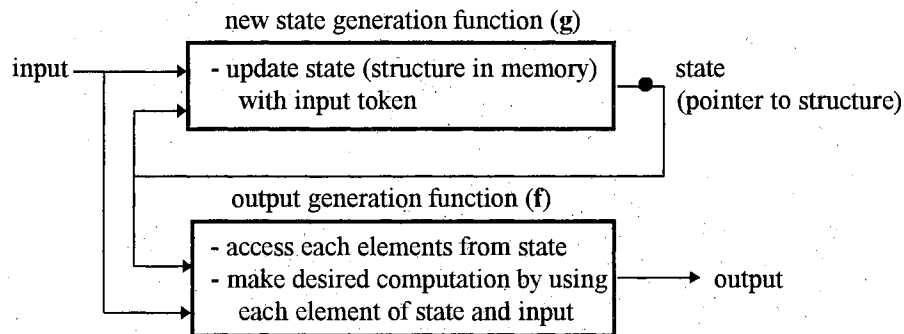 new state generation function (g)
input
- update state (structure in memory)
with input token
state
(pointer to structure)
output generation function (f)
- access each elements from state
- make desired computation by using
each element of state and input
output